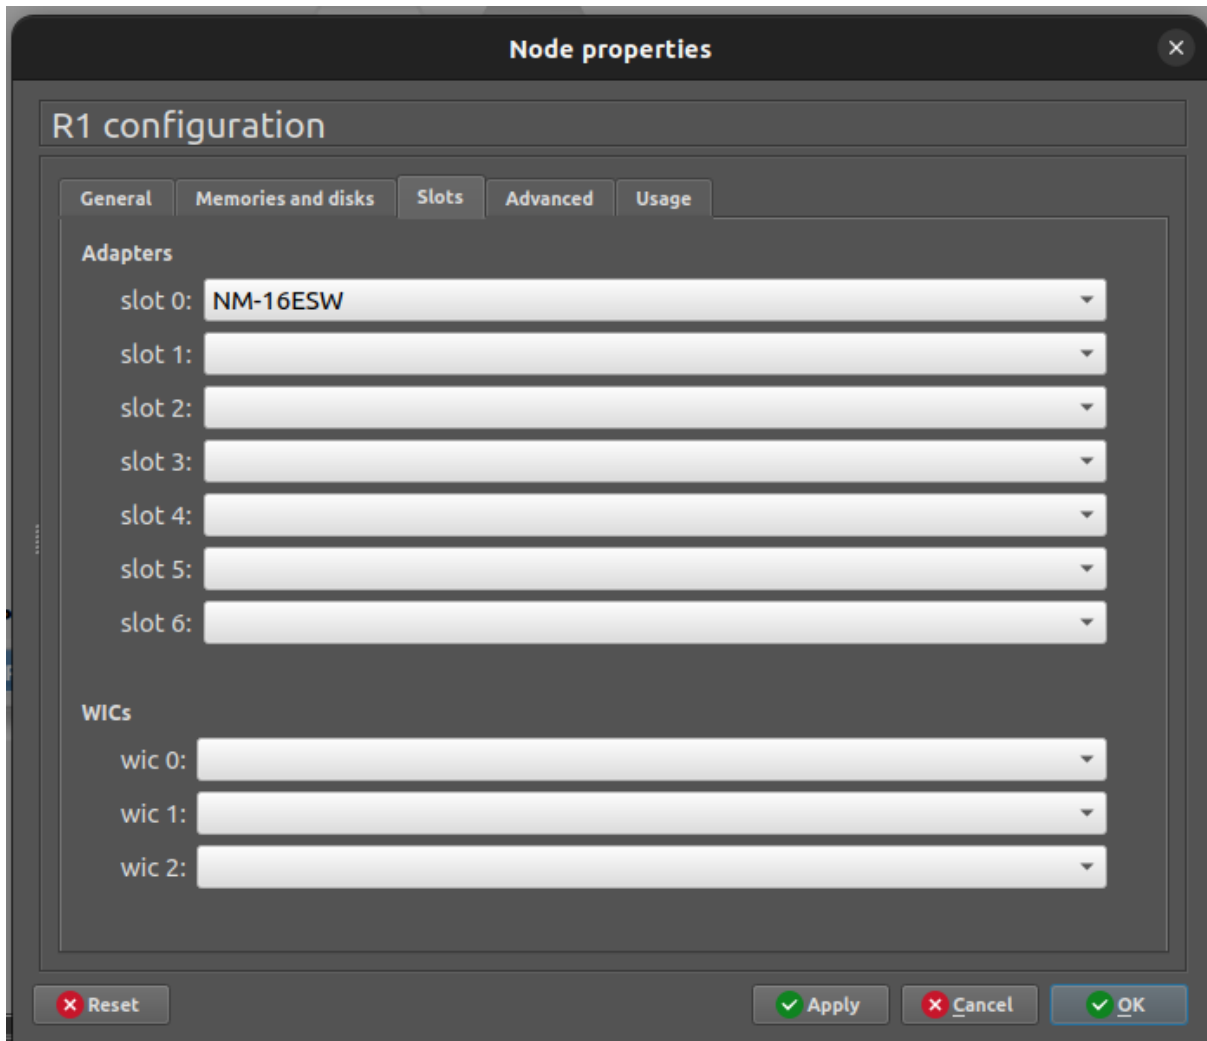 Node properties
R1 configuration
General Memories and disks Slots Advanced Usage
Adapters
slot 0: NM-16ESW
slot 1:
slot 2:
slot 3:
slot 4:
slot 5:
slot 6:
WICs
wic 0:
wic 1:
wic 2:
Reset Apply Cancel OK